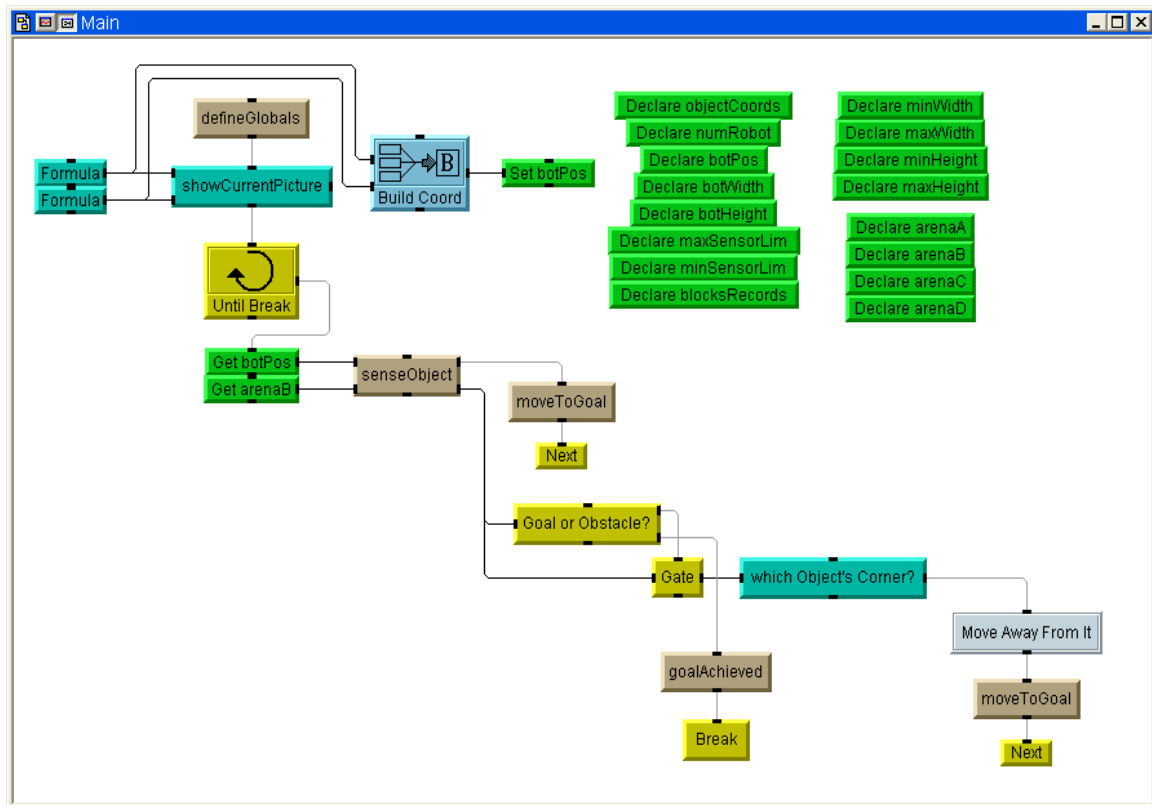 Main
defineGlobals
Formula
Formula
showCurrentPicture
B
Build Coord
Set botPos
Declare objectCoords
Declare numRobot
Declare botPos
Declare botWidth
Declare botHeight
Declare maxSensorLim
Declare minSensorLim
Declare blocksRecords
Declare minWidth
Declare maxWidth
Declare minHeight
Declare maxHeight
Declare arenaA
Declare arenaB
Declare arenaC
Declare arenaD
Until Break
Get botPos
Get arenaB
senseObject
moveToGoal
Next
Goal or Obstacle?
Gate
which Object's Corner?
Move Away From It
goalAchieved
moveToGoal
Break
Next